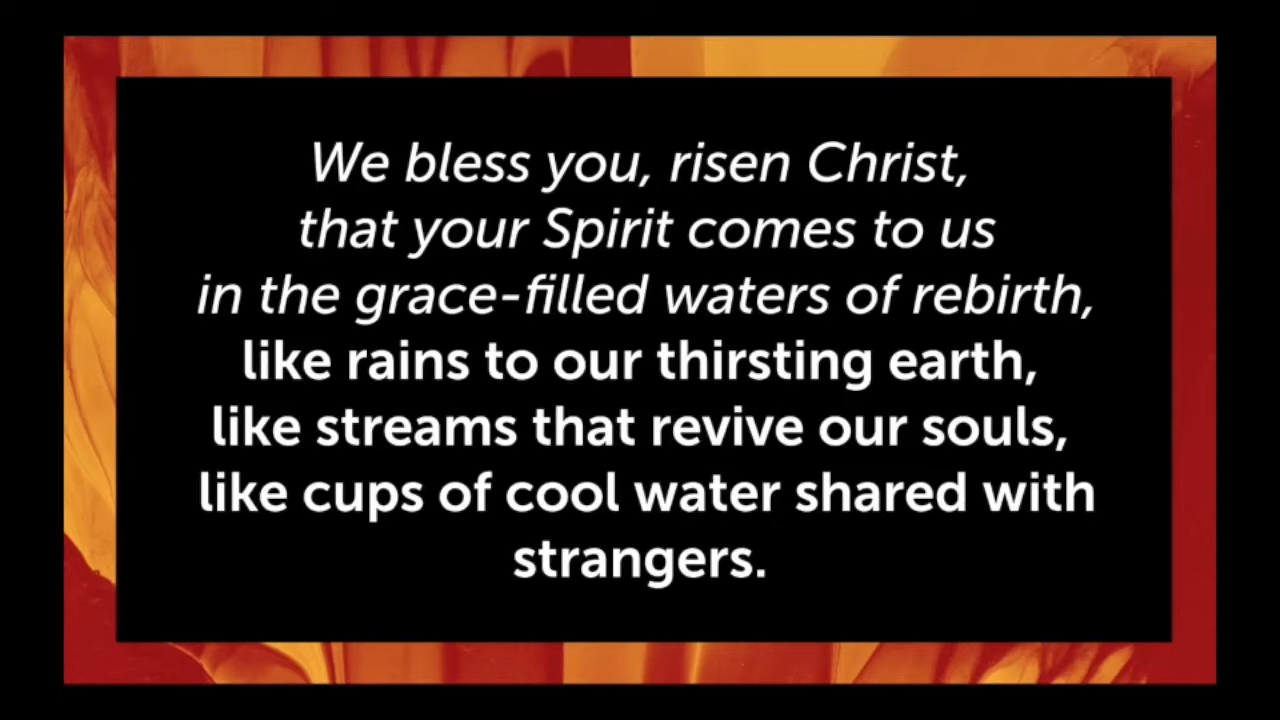 We bless you, risen Christ,
that your Spirit comes to us
in the grace-filled waters of rebirth,
like rains to our thirsting earth,
like streams that revive our souls,
like cups of cool water shared with
strangers.